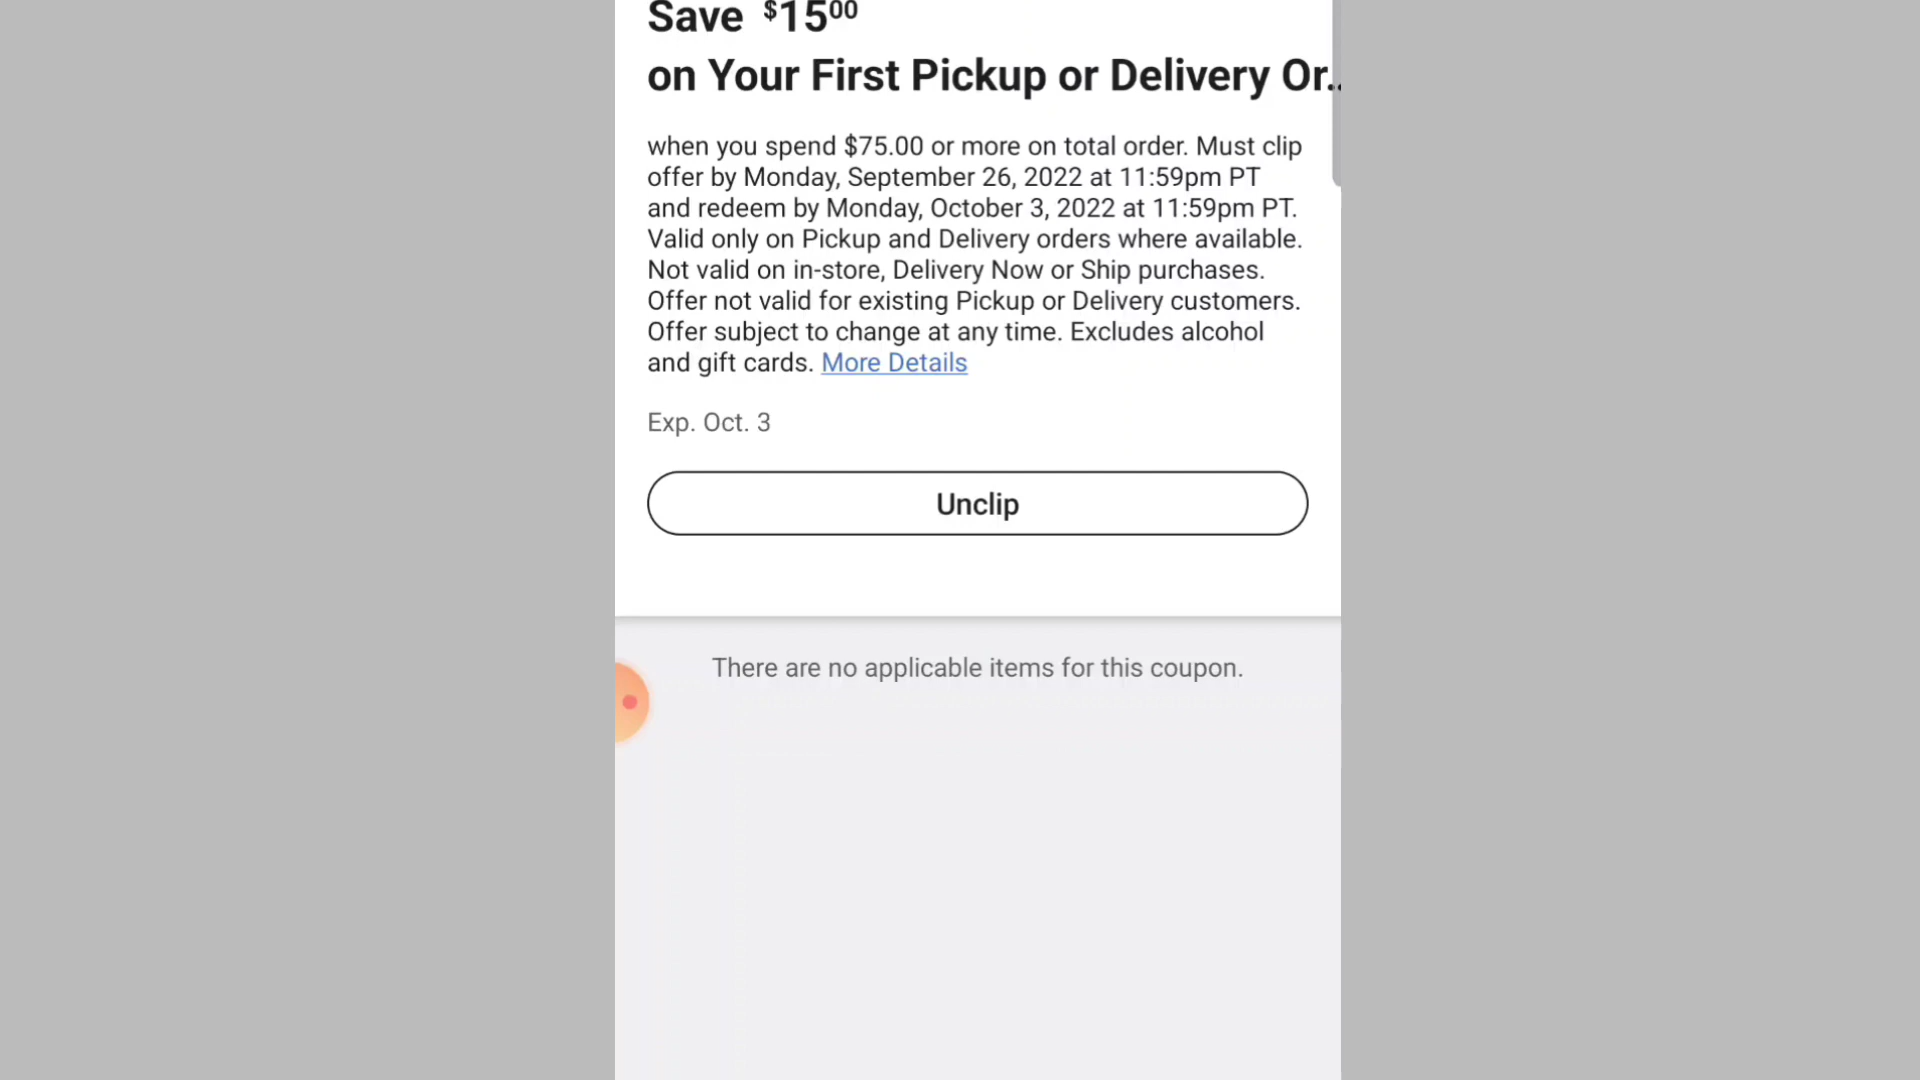 Save $15⁰⁰
on Your First Pickup or Delivery Or..
when you spend $75.00 or more on total order. Must clip
offer by Monday, September 26, 2022 at 11:59pm PT
and redeem by Monday, October 3, 2022 at 11:59pm PT.
Valid only on Pickup and Delivery orders where available.
Not valid on in-store, Delivery Now or Ship purchases.
Offer not valid for existing Pickup or Delivery customers.
Offer subject to change at any time. Excludes alcohol
and gift cards. More Details
Exp. Oct. 3
Unclip
There are no applicable items for this coupon.